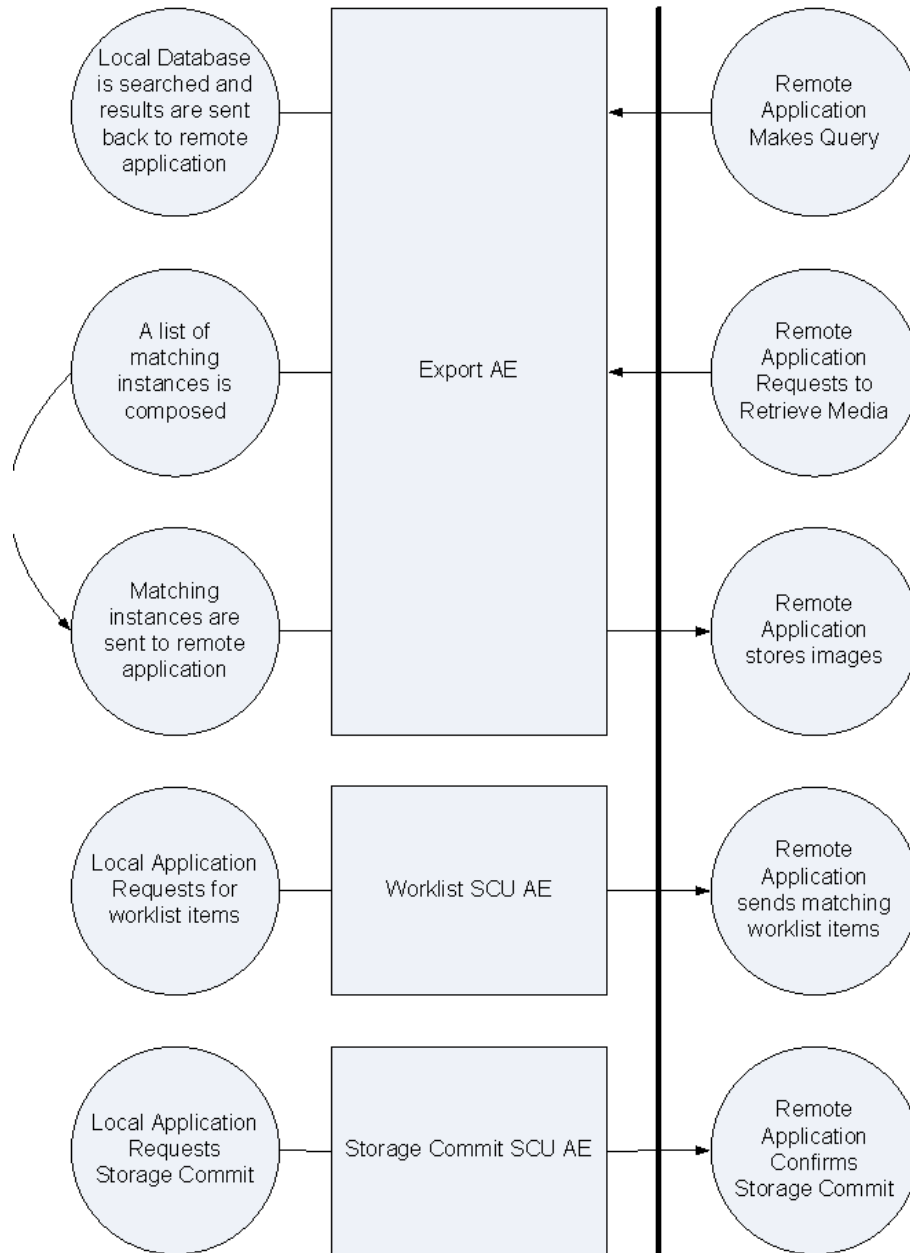 Local Database
is searched and
results are sent
back to remote
application
Remote
Application
Makes Query
A list of
matching
instances is
composed
Export AE
Remote
Application
Requests to
Retrieve Media
Matching
instances are
sent to remote
application
Remote
Application
stores images
Local Application
Requests for
worklist items
Worklist SCU AE
Remote
Application
sends matching
worklist items
Local Application
Requests
Storage Commit
Storage Commit SCU AE
Remote
Application
Confirms
Storage Commit